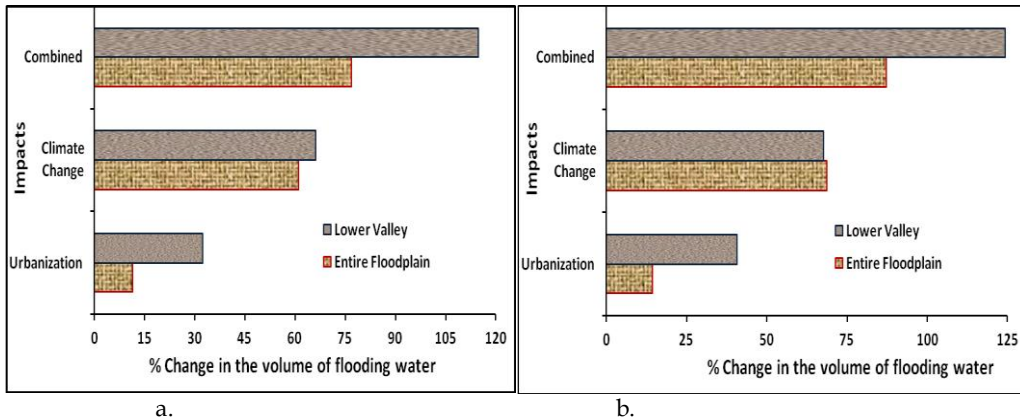 Impacts
Combined
Climate
Change
Urbanization
Lower Valley
Entire Floodplain
0 15 30 45 60 75 90 105 120
% Change in the volume of flooding water
a.
Impacts
Combined
Climate
Change
Urbanization
Lower Valley
Entire Floodplain
0 25 50 75 100 125
% Change in the volume of flooding water
b.